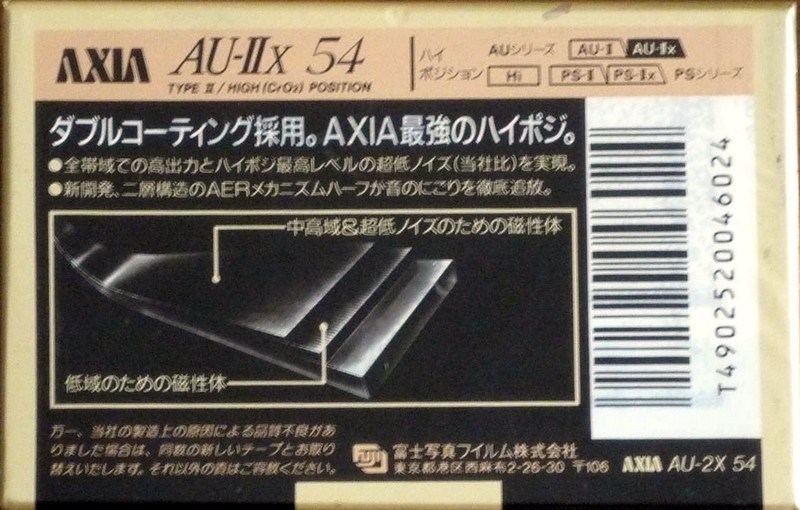 AXIA AU-IIx 54
TYPE II/HIGH(CrO2) POSITION
ハイポジション
AUシリーズ AU-I AU-IIx
Hi PS-I PS-IIx PSシリーズ
ダブルコーティング採用。AXIA最強のハイポジ。
●全帯域での高出力とハイポジ最高レベルの超低ノイズ(当社比)を実現。
●新開発、二層構造のAERメカニズムハーフが音のにごりを徹底追放。
中高域&超低ノイズのための磁性体
低域のための磁性体
T4902520046024
万一、当社の製造上の原因による品質不良があ
りました場合は、同数の新しいテープとお取り
替えいたします。それ以外の責はご容赦ください。
FUJI 富士写真フイルム株式会社
東京都港区西麻布2-26-30 〒106
AXIA AU-2X 54